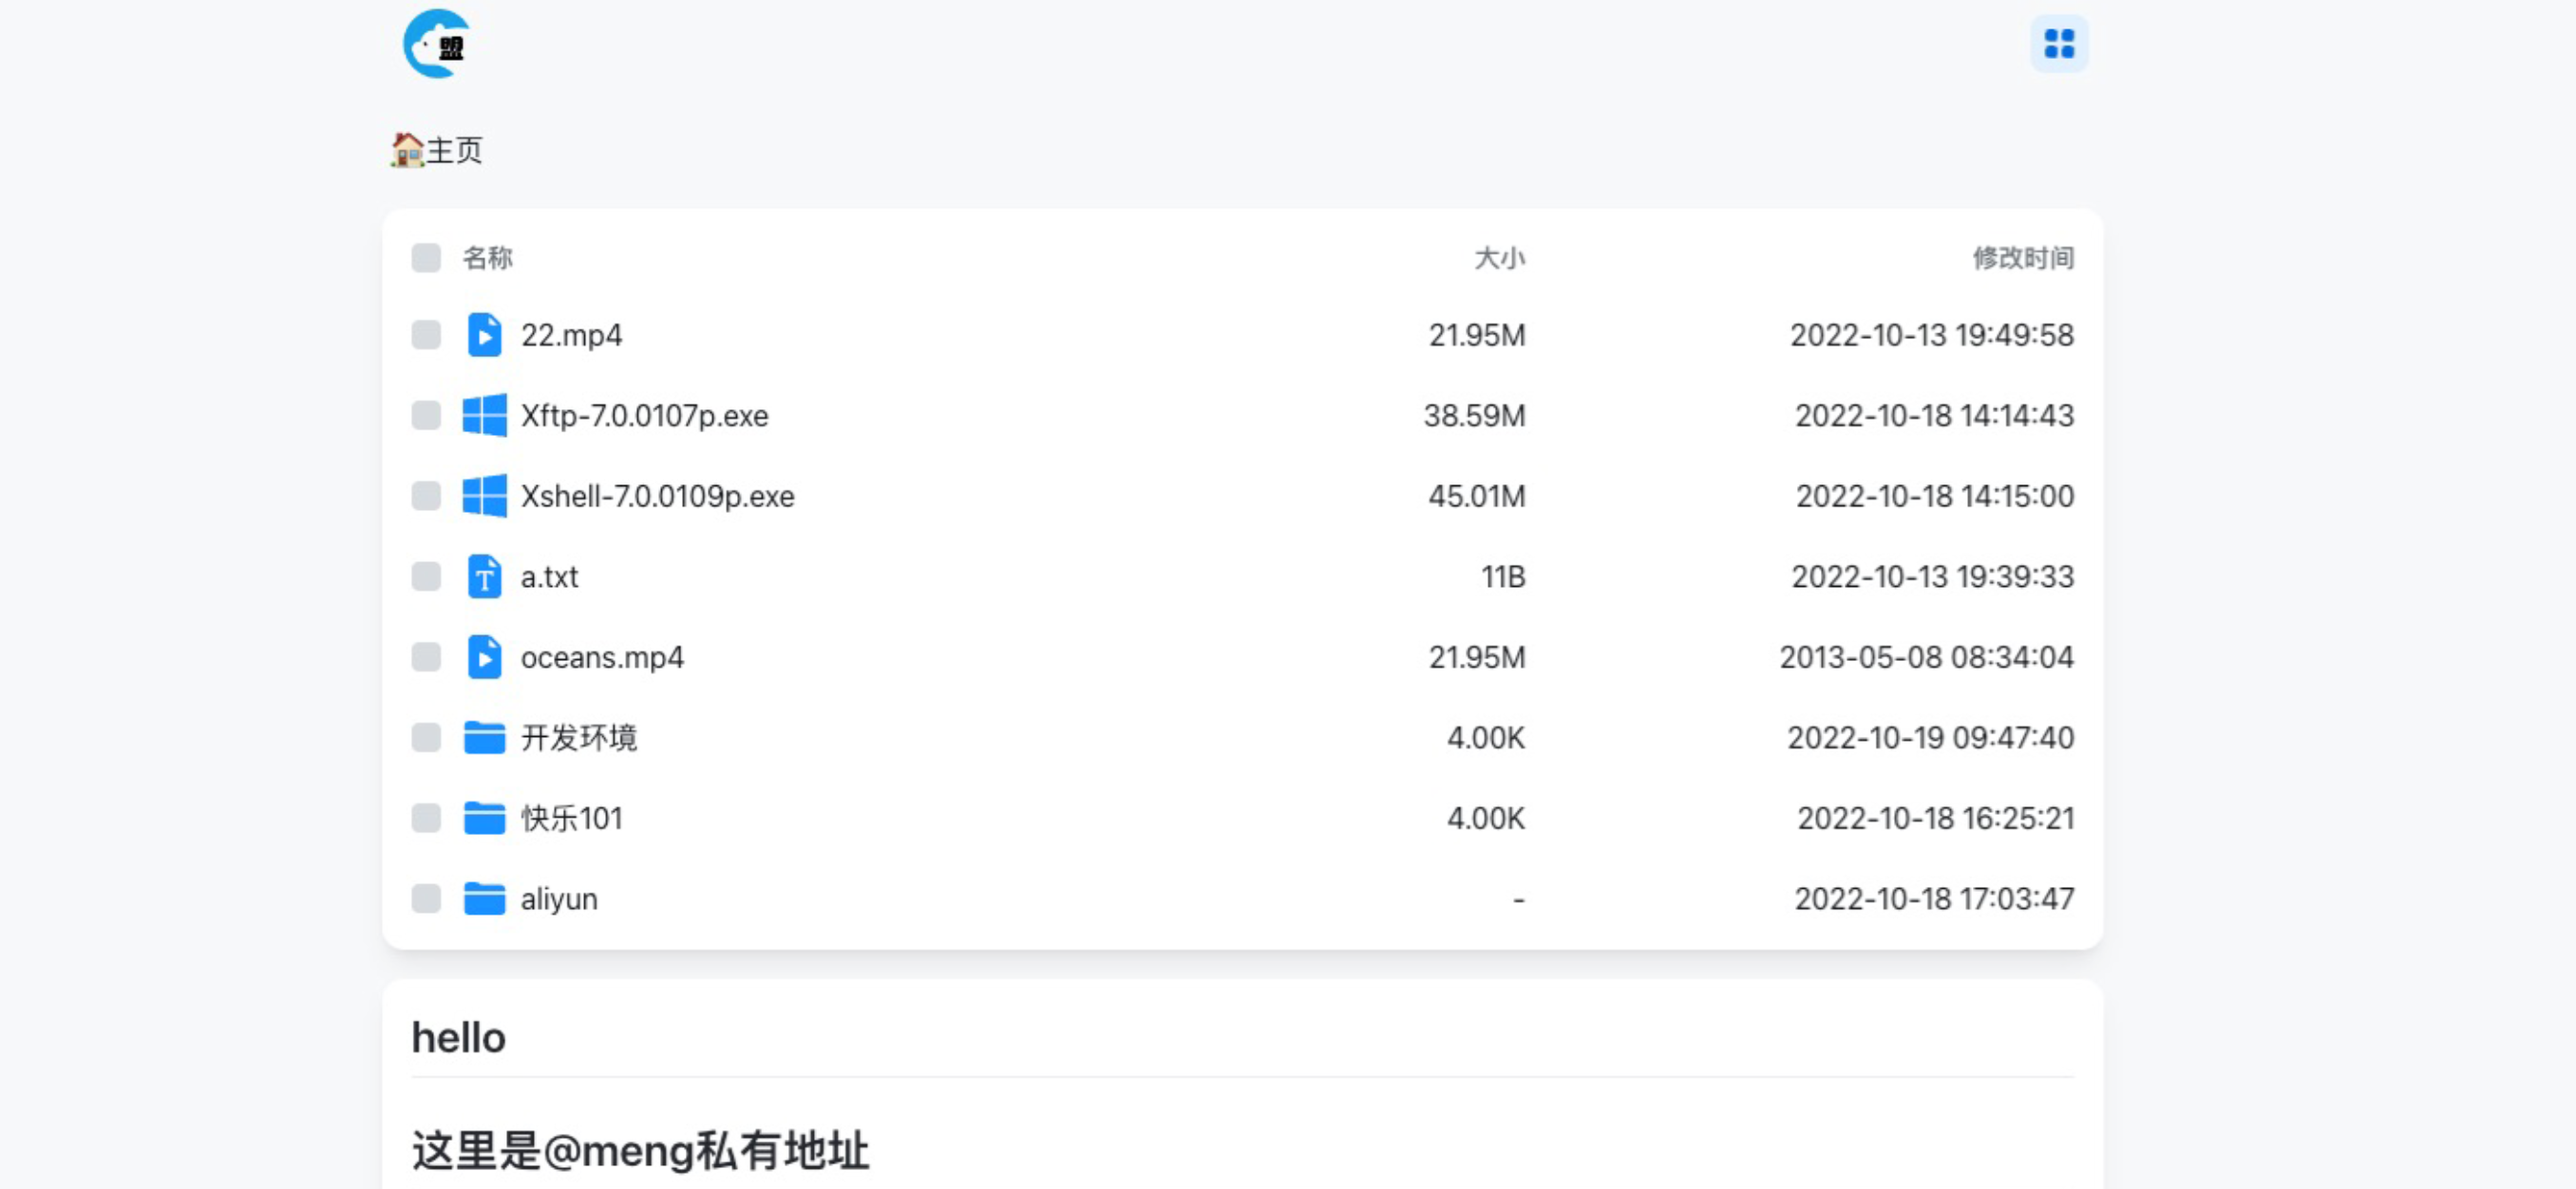 盟
🏠主页
名称 大小 修改时间
22.mp4 21.95M 2022-10-13 19:49:58
Xftp-7.0.0107p.exe 38.59M 2022-10-18 14:14:43
Xshell-7.0.0109p.exe 45.01M 2022-10-18 14:15:00
a.txt 11B 2022-10-13 19:39:33
oceans.mp4 21.95M 2013-05-08 08:34:04
开发环境 4.00K 2022-10-19 09:47:40
快乐101 4.00K 2022-10-18 16:25:21
aliyun - 2022-10-18 17:03:47
hello
这里是@meng私有地址